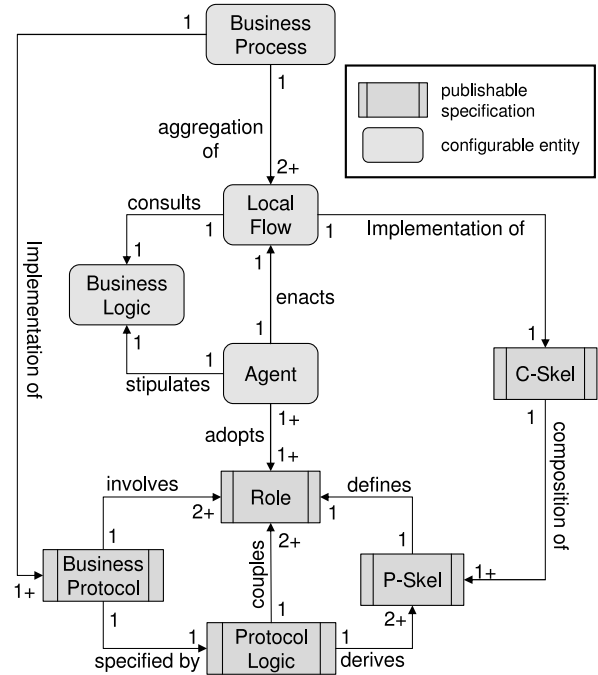 1
Business
Process
1
publishable
specification
configurable entity
aggregation
of
2+
consults
Local
Flow
1
1
Implementation of
1
1
Business
Logic
enacts
Implementation of
1
1
1
stipulates
Agent
1
C-Skel
1+
adopts
1+
1
composition of
involves
Role
defines
2+
1
2+
1
1
Business
Protocol
1+
couples
P-Skel
1+
1
1
2+
specified by
1
Protocol
Logic
1
derives